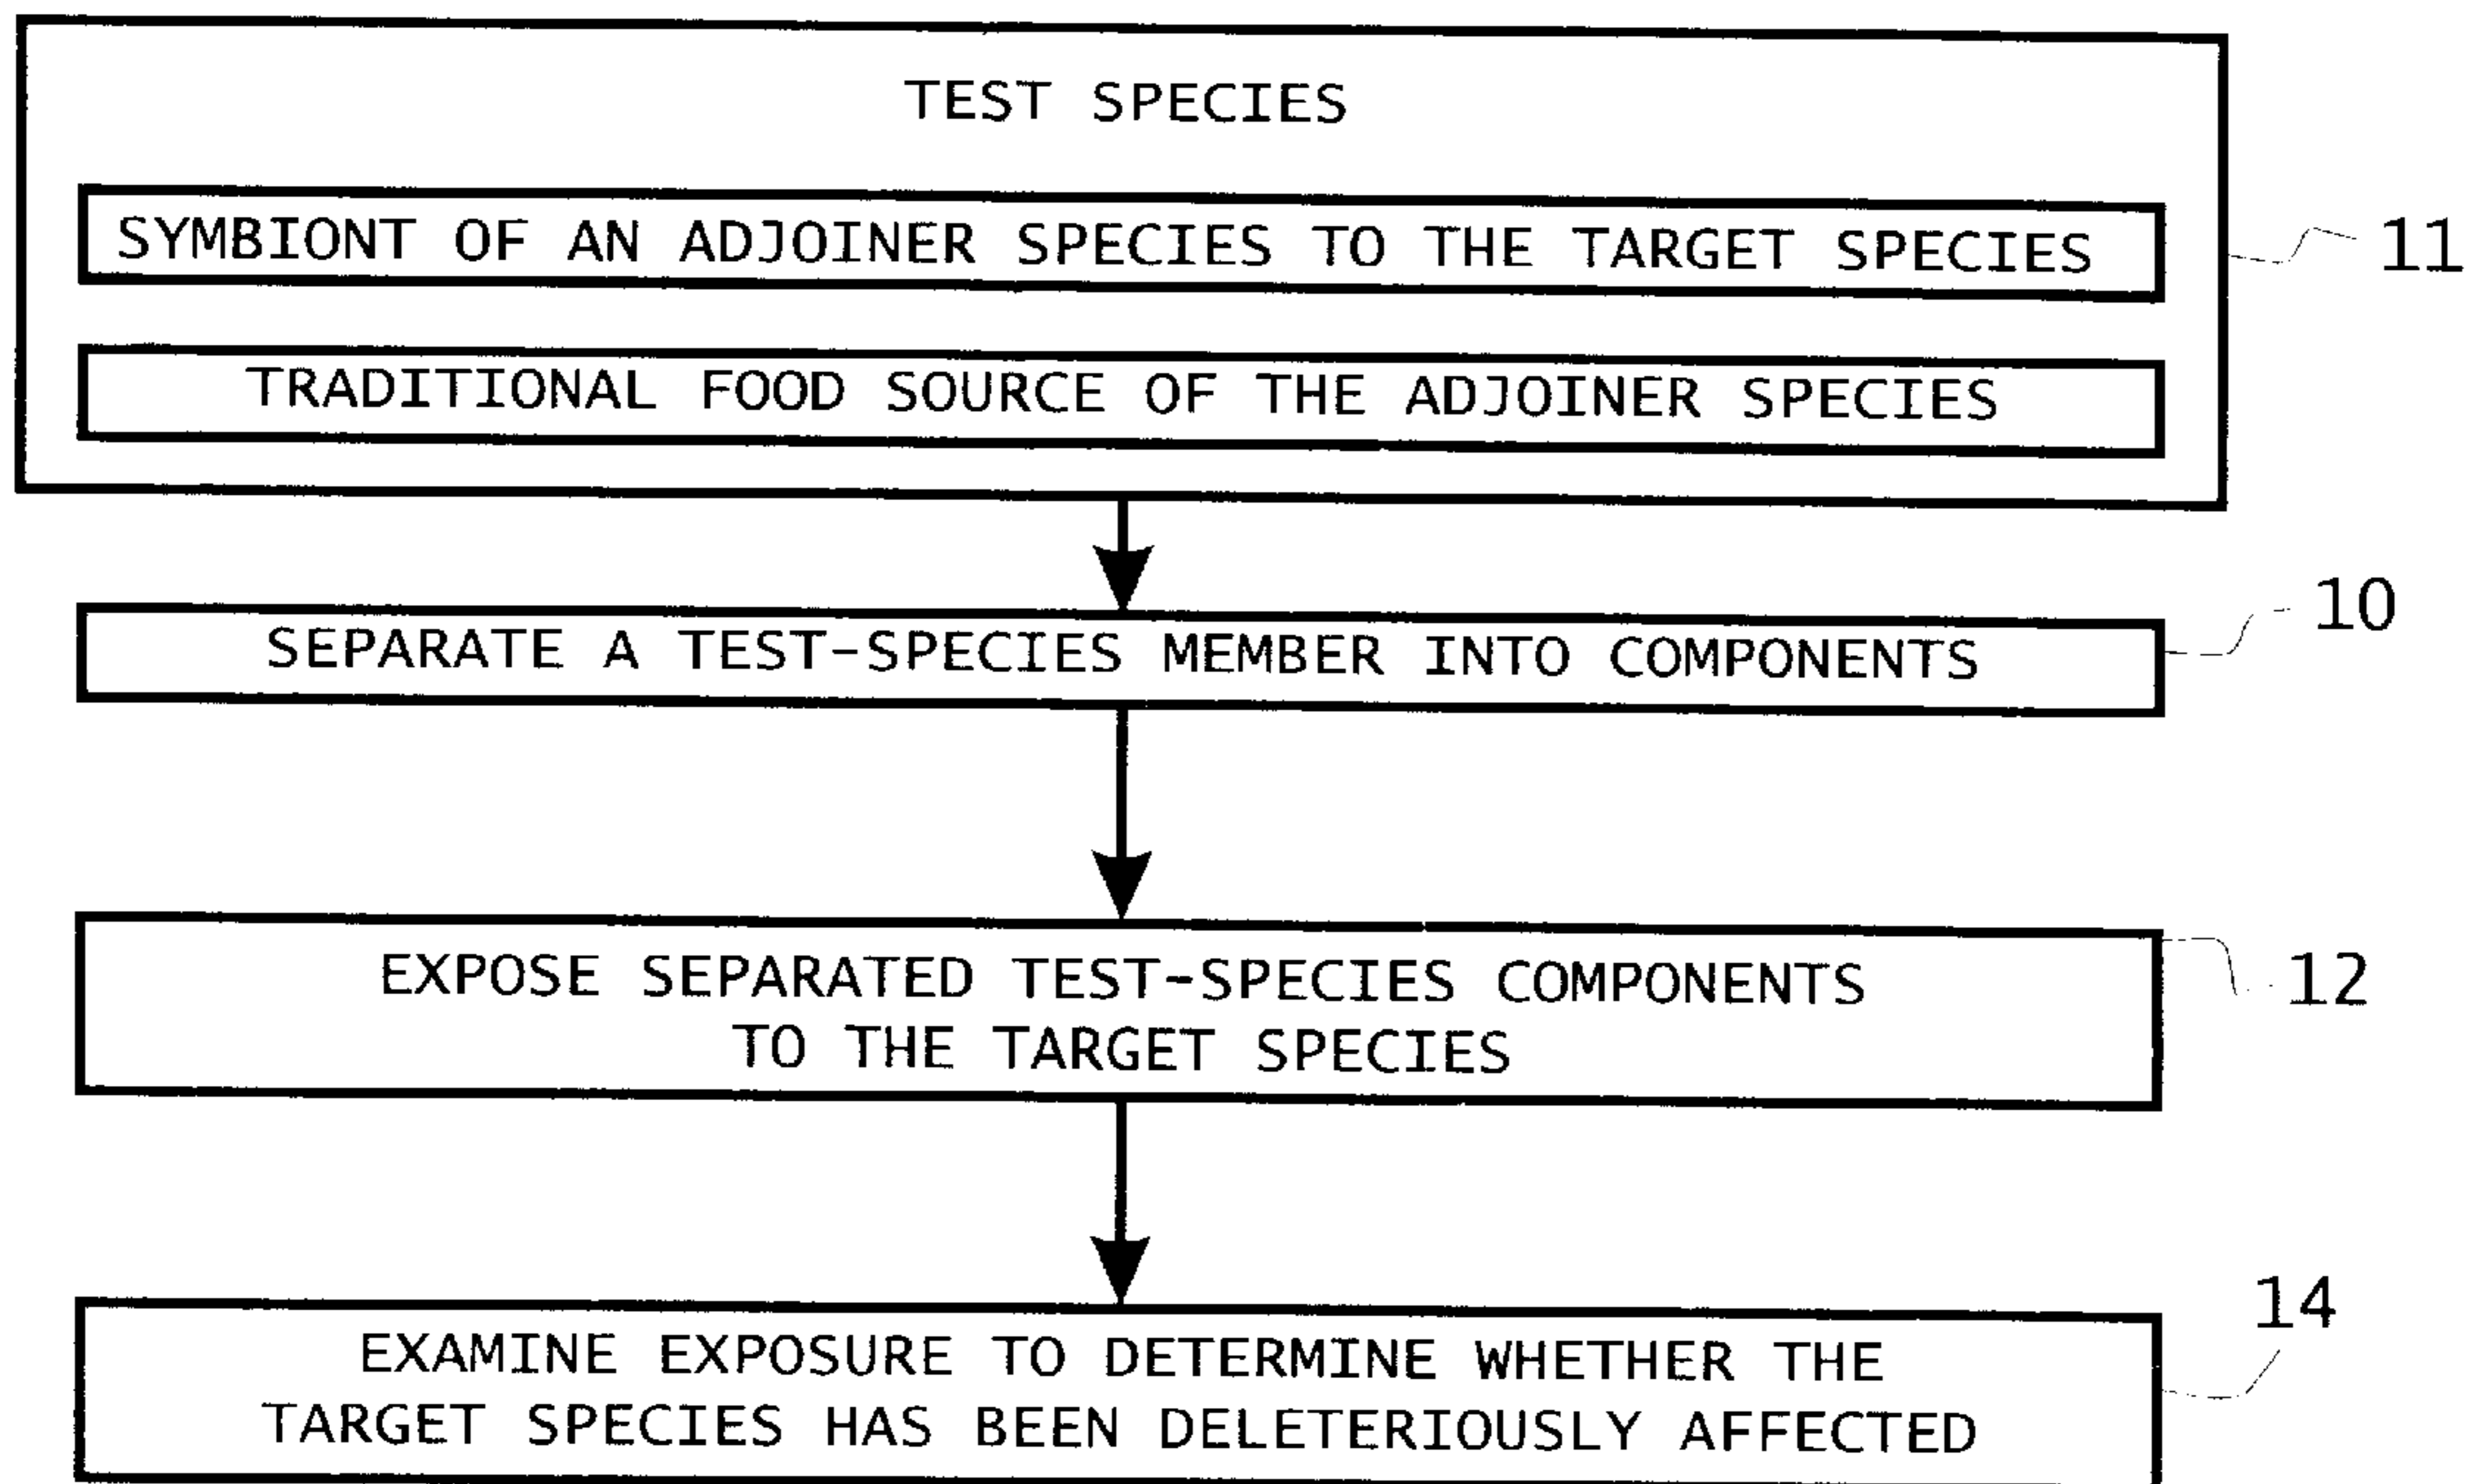 TEST SPECIES
SYMBIONT OF AN ADJOINER SPECIES TO THE TARGET SPECIES
11
TRADITIONAL FOOD SOURCE OF THE ADJOINER SPECIES
10
SEPARATE A TEST-SPECIES MEMBER INTO COMPONENTS
EXPOSE SEPARATED TEST-SPECIES COMPONENTS
12
TO THE TARGET SPECIES
14
EXAMINE EXPOSURE TO DETERMINE WHETHER THE
TARGET SPECIES HAS BEEN DELETERIOUSLY AFFECTED